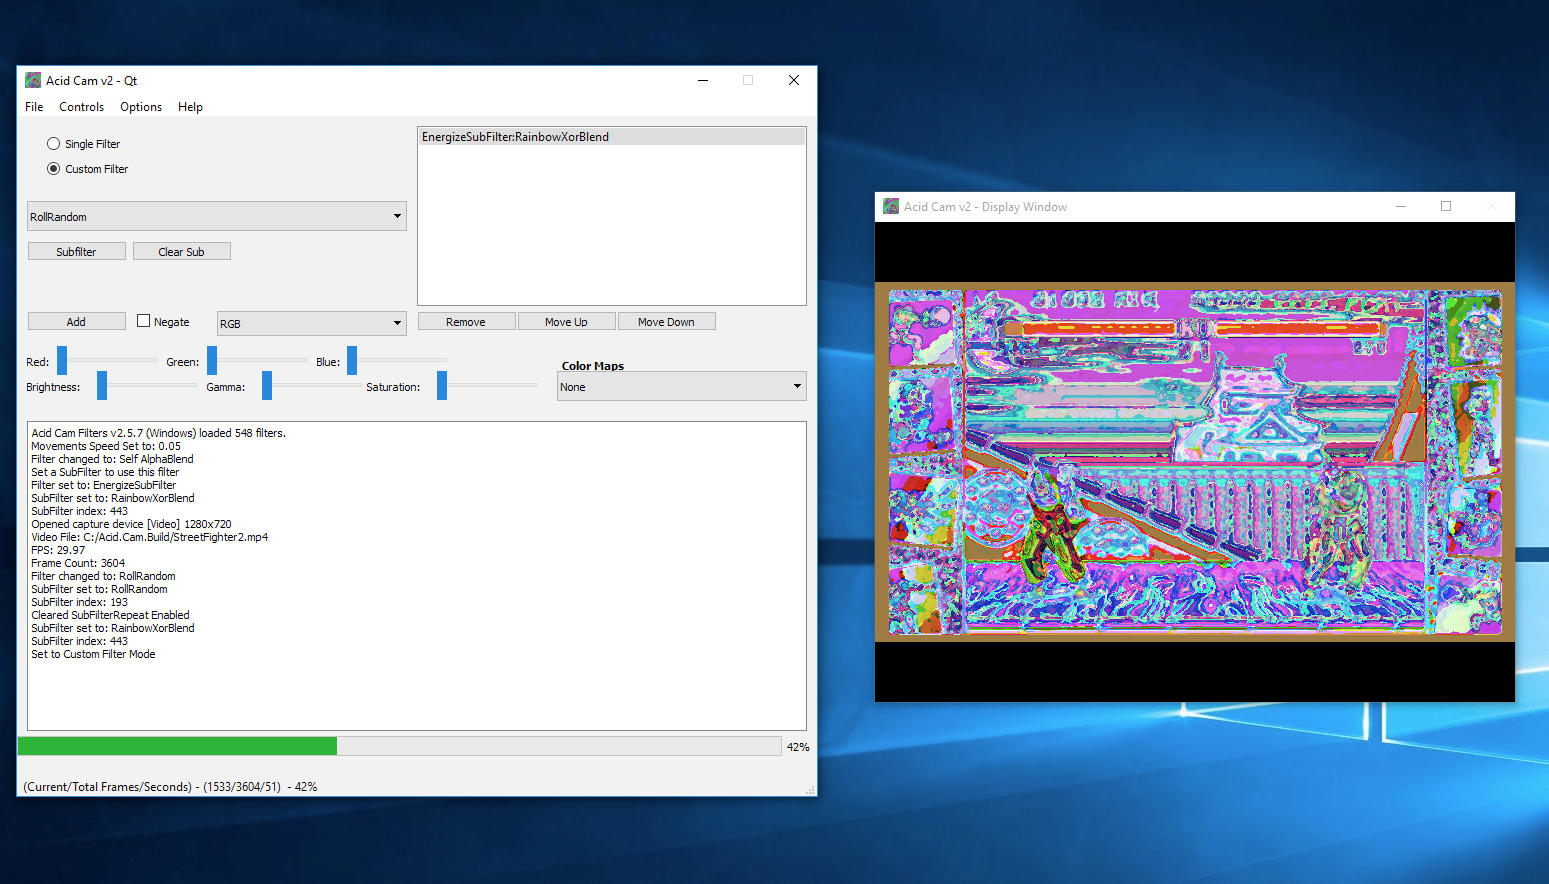 Acid Cam v2 - Qt
File Controls Options Help
Single Filter
Custom Filter
EnergizeSubFilter:RainbowXorBlend
RollRandom
Subfilter Clear Sub
Add Negate RGB Remove Move Up Move Down
Red: Green: Blue:
Color Maps
Brightness: Gamma: Saturation: None
Acid Cam Filters v2.5.7 (Windows) loaded 548 filters.
Movements Speed Set to: 0.05
Filter changed to: Self AlphaBlend
Set a SubFilter to use this filter
Filter set to: EnergizeSubFilter
SubFilter set to: RainbowXorBlend
SubFilter index: 443
Opened capture device [Video] 1280x720
Video File: C:/Acid.Cam.Build/StreetFighter2.mp4
FPS: 29.97
Frame Count: 3604
Filter changed to: RollRandom
SubFilter set to: RollRandom
SubFilter index: 193
Cleared SubFilterRepeat Enabled
SubFilter set to: RainbowXorBlend
SubFilter index: 443
Set to Custom Filter Mode
42%
(Current/Total Frames/Seconds) - (1533/3604/51) - 42%
Acid Cam v2 - Display Window